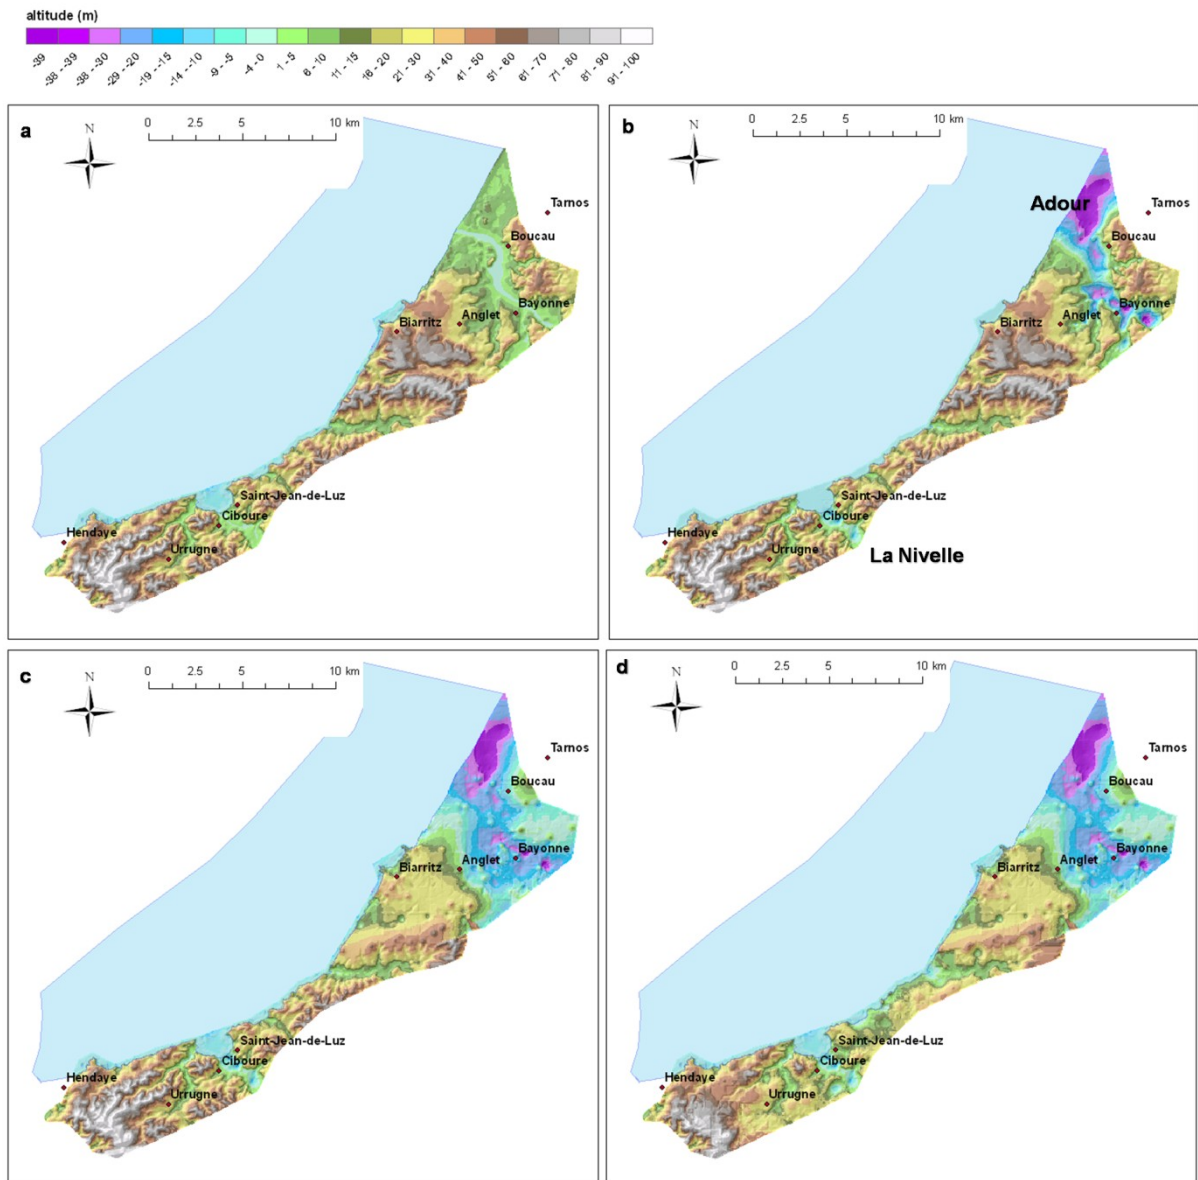 altitude (m)
-39
-38 - -39
-38 - -30
-29 - -20
-19 - -15
-14 - -10
-9 - -5
-4 - 0
1 - 5
6 - 10
11 - 15
16 - 20
21 - 30
31 - 40
41 - 50
51 - 60
61 - 70
71 - 80
81 - 90
91 - 100
a
N
0 2.5 5 10 km
Tarnos
Boucau
Bayonne
Anglet
Biarritz
Saint-Jean-de-Luz
Ciboure
Hendaye
Urrugne
b
N
0 2.5 5 10 km
Adour
Tarnos
Boucau
Bayonne
Anglet
Biarritz
Saint-Jean-de-Luz
Ciboure
Hendaye
Urrugne
La Nivelle
c
N
0 2.5 5 10 km
Tarnos
Boucau
Bayonne
Anglet
Biarritz
Saint-Jean-de-Luz
Ciboure
Hendaye
Urrugne
d
N
0 2.5 5 10 km
Tarnos
Boucau
Bayonne
Anglet
Biarritz
Saint-Jean-de-Luz
Ciboure
Hendaye
Urrugne